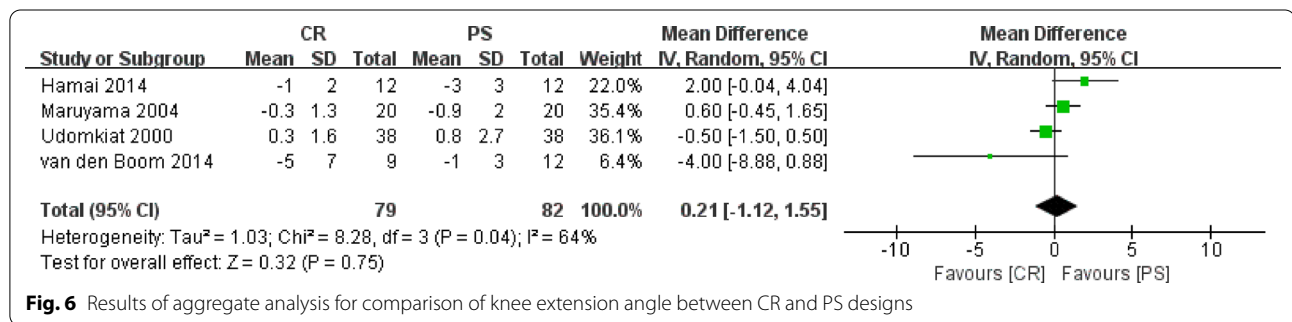 CR PS Mean Difference Mean Difference
Study or Subgroup Mean SD Total Mean SD Total Weight IV, Random, 95% CI IV, Random, 95% CI
Hamai 2014 -1 2 12 -3 3 12 22.0% 2.00 [-0.04, 4.04]
Maruyama 2004 -0.3 1.3 20 -0.9 2 20 35.4% 0.60 [-0.45, 1.65]
Udomkiat 2000 0.3 1.6 38 0.8 2.7 38 36.1% -0.50 [-1.50, 0.50]
van den Boom 2014 -5 7 9 -1 3 12 6.4% -4.00 [-8.88, 0.88]
Total (95% CI) 79 82 100.0% 0.21 [-1.12, 1.55]
Heterogeneity: Tau² = 1.03; Chi² = 8.28, df = 3 (P = 0.04); I² = 64%
Test for overall effect: Z = 0.32 (P = 0.75)
-10 -5 0 5 10
Favours [CR] Favours [PS]
Fig. 6 Results of aggregate analysis for comparison of knee extension angle between CR and PS designs